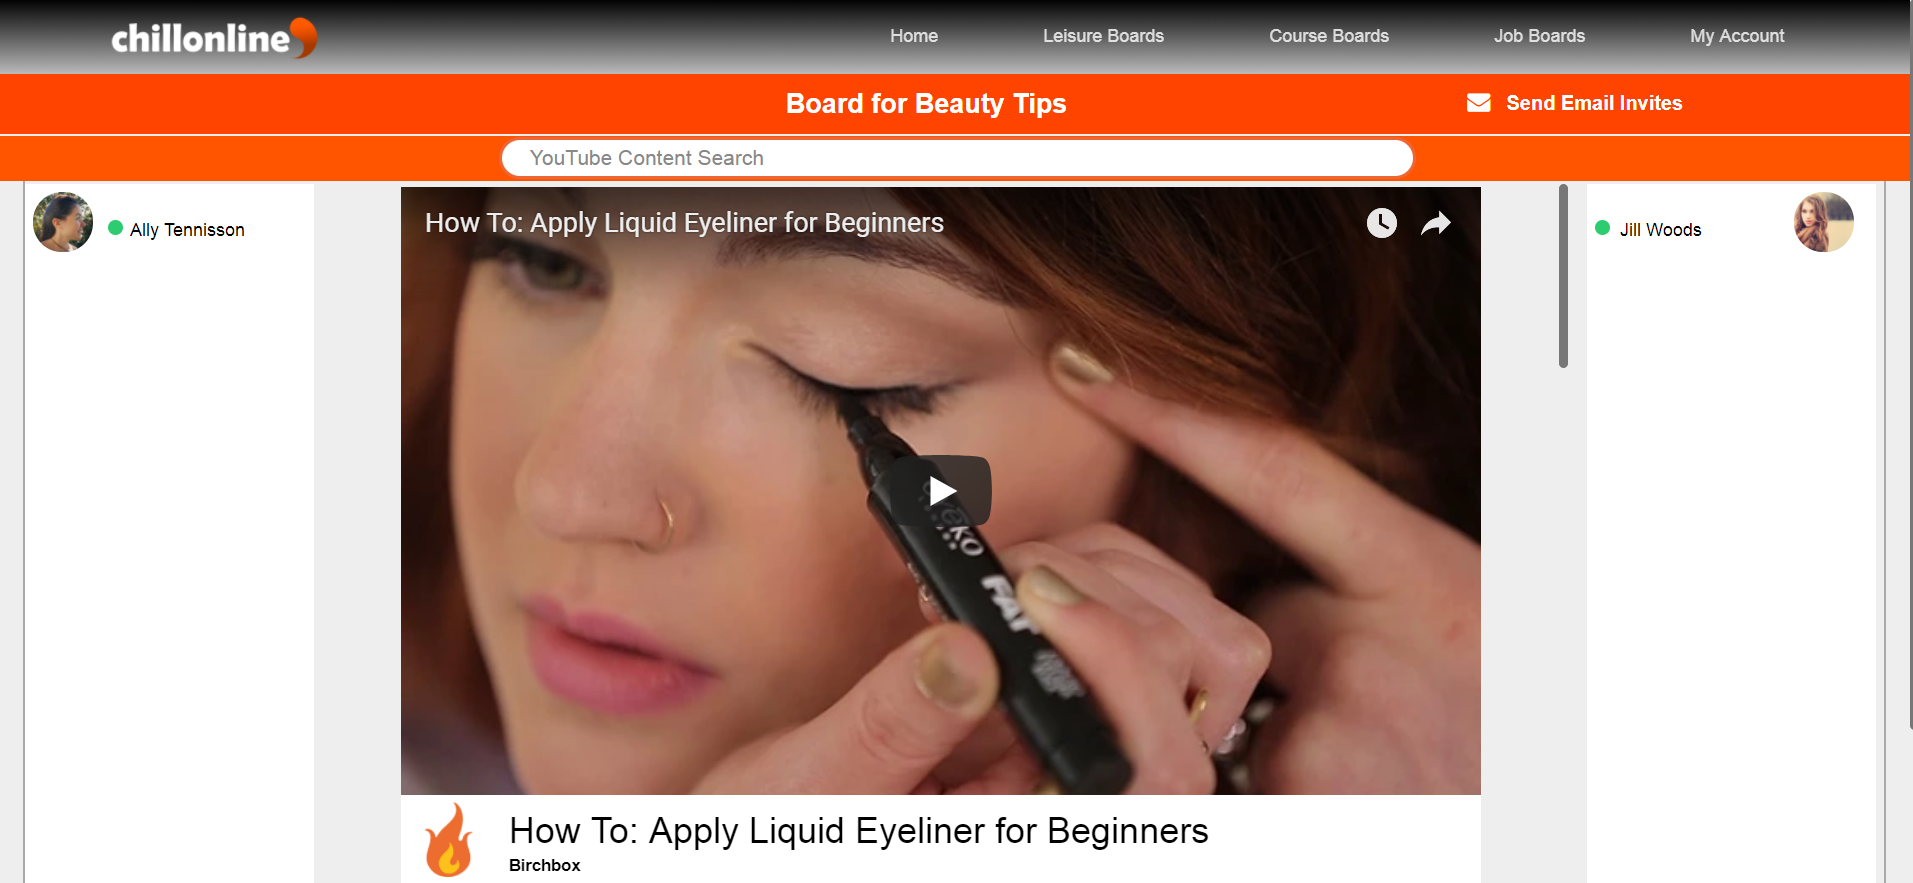 chillonline
Home
Leisure Boards
Course Boards
Job Boards
My Account
Board for Beauty Tips
Send Email Invites
YouTube Content Search
Ally Tennisson
How To: Apply Liquid Eyeliner for Beginners
Jill Woods
How To: Apply Liquid Eyeliner for Beginners
Birchbox